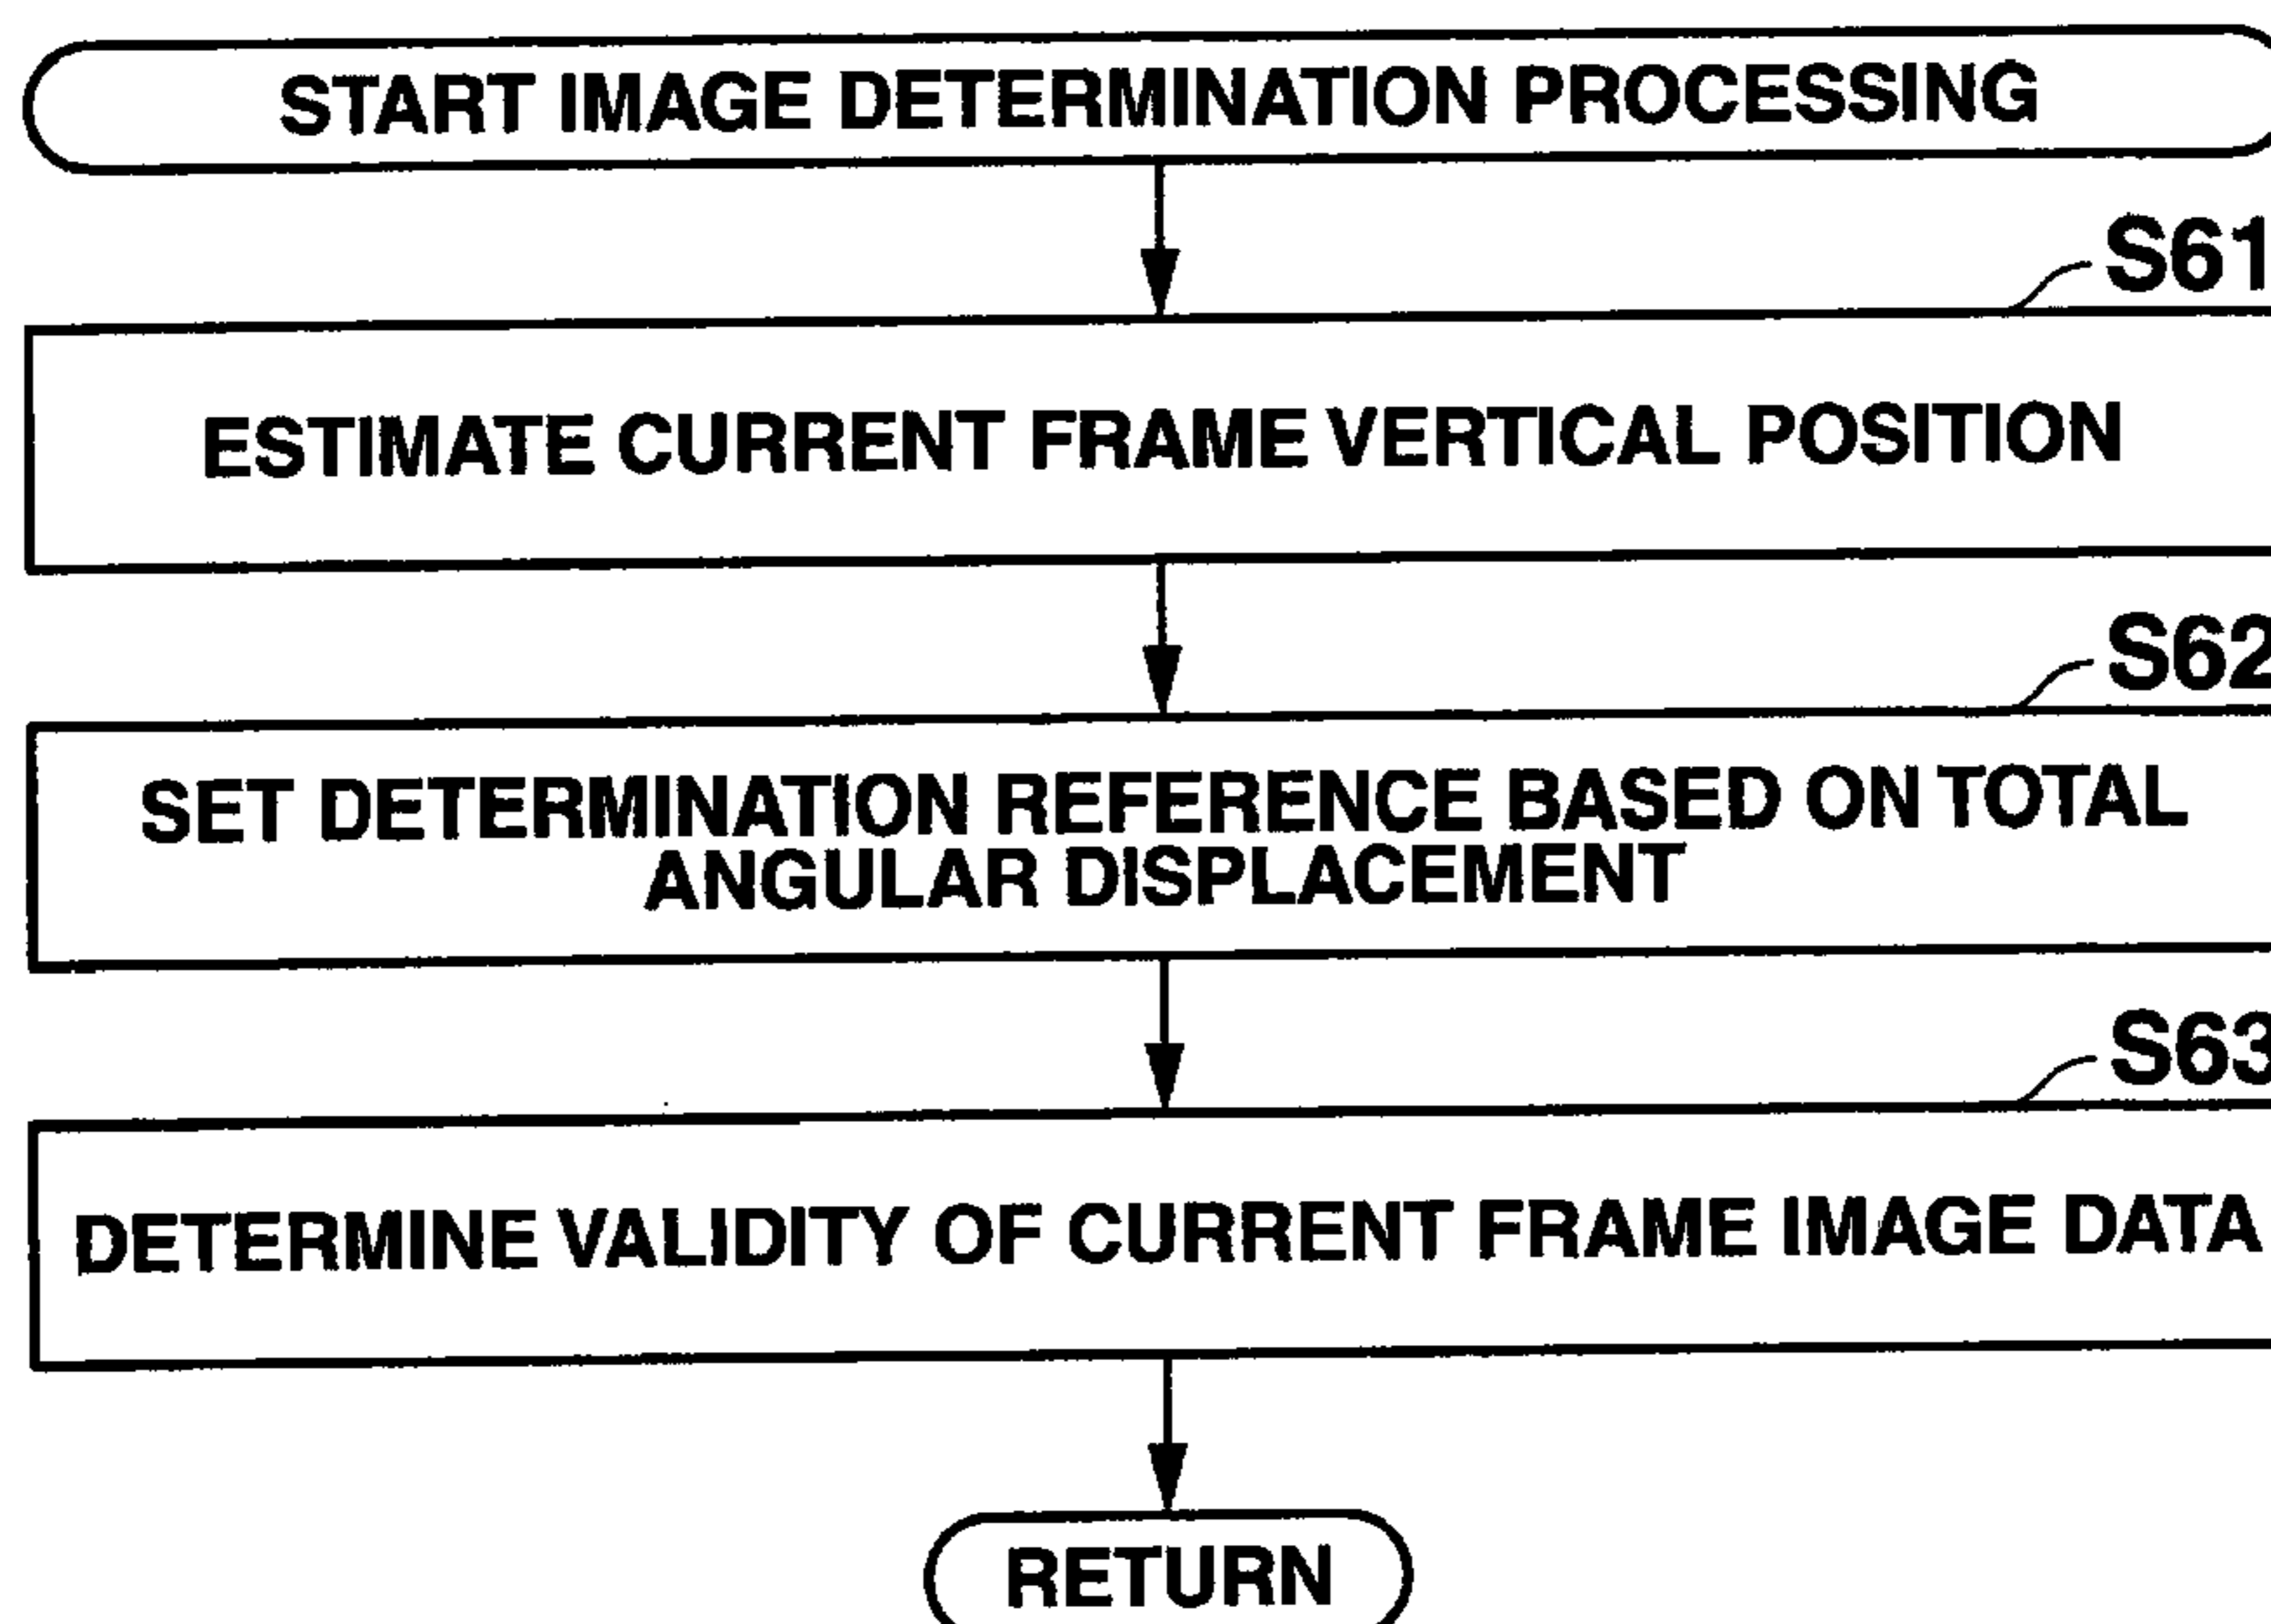 START IMAGE DETERMINATION PROCESSING
S61
ESTIMATE CURRENT FRAME VERTICAL POSITION
S62
SET DETERMINATION REFERENCE BASED ON TOTAL
ANGULAR DISPLACEMENT
S63
DETERMINE VALIDITY OF CURRENT FRAME IMAGE DATA
RETURN